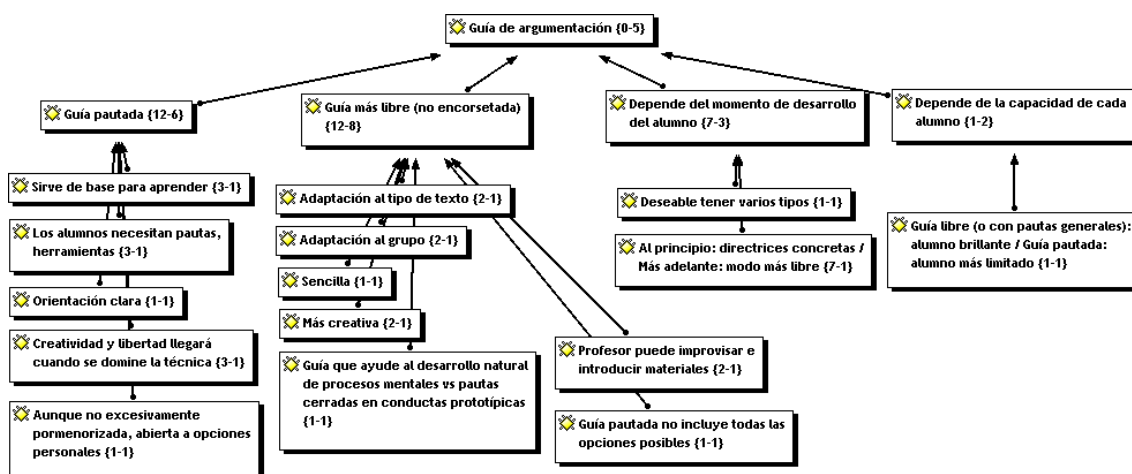 Guía de argumentación {0-5}
Guía pautada {12-6}
Guía más libre (no encorsetada)
{12-8}
Depende del momento de desarrollo
del alumno {7-3}
Depende de la capacidad de cada
alumno {1-2}
Sirve de base para aprender {3-1}
Los alumnos necesitan pautas,
herramientas {3-1}
Orientación clara {1-1}
Creatividad y libertad llegará
cuando se domine la técnica {3-1}
Aunque no excesivamente
pormenorizada, abierta a opciones
personales {1-1}
Adaptación al tipo de texto {2-1}
Adaptación al grupo {2-1}
Sencilla {1-1}
Más creativa {2-1}
Guía que ayude al desarrollo natural
de procesos mentales vs pautas
cerradas en conductas prototípicas
{1-1}
Profesor puede improvisar e
introducir materiales {2-1}
Guía pautada no incluye todas las
opciones posibles {1-1}
Deseable tener varios tipos {1-1}
Al principio: directrices concretas /
Más adelante: modo más libre {7-1}
Guía libre (o con pautas generales):
alumno brillante / Guía pautada:
alumno más limitado {1-1}